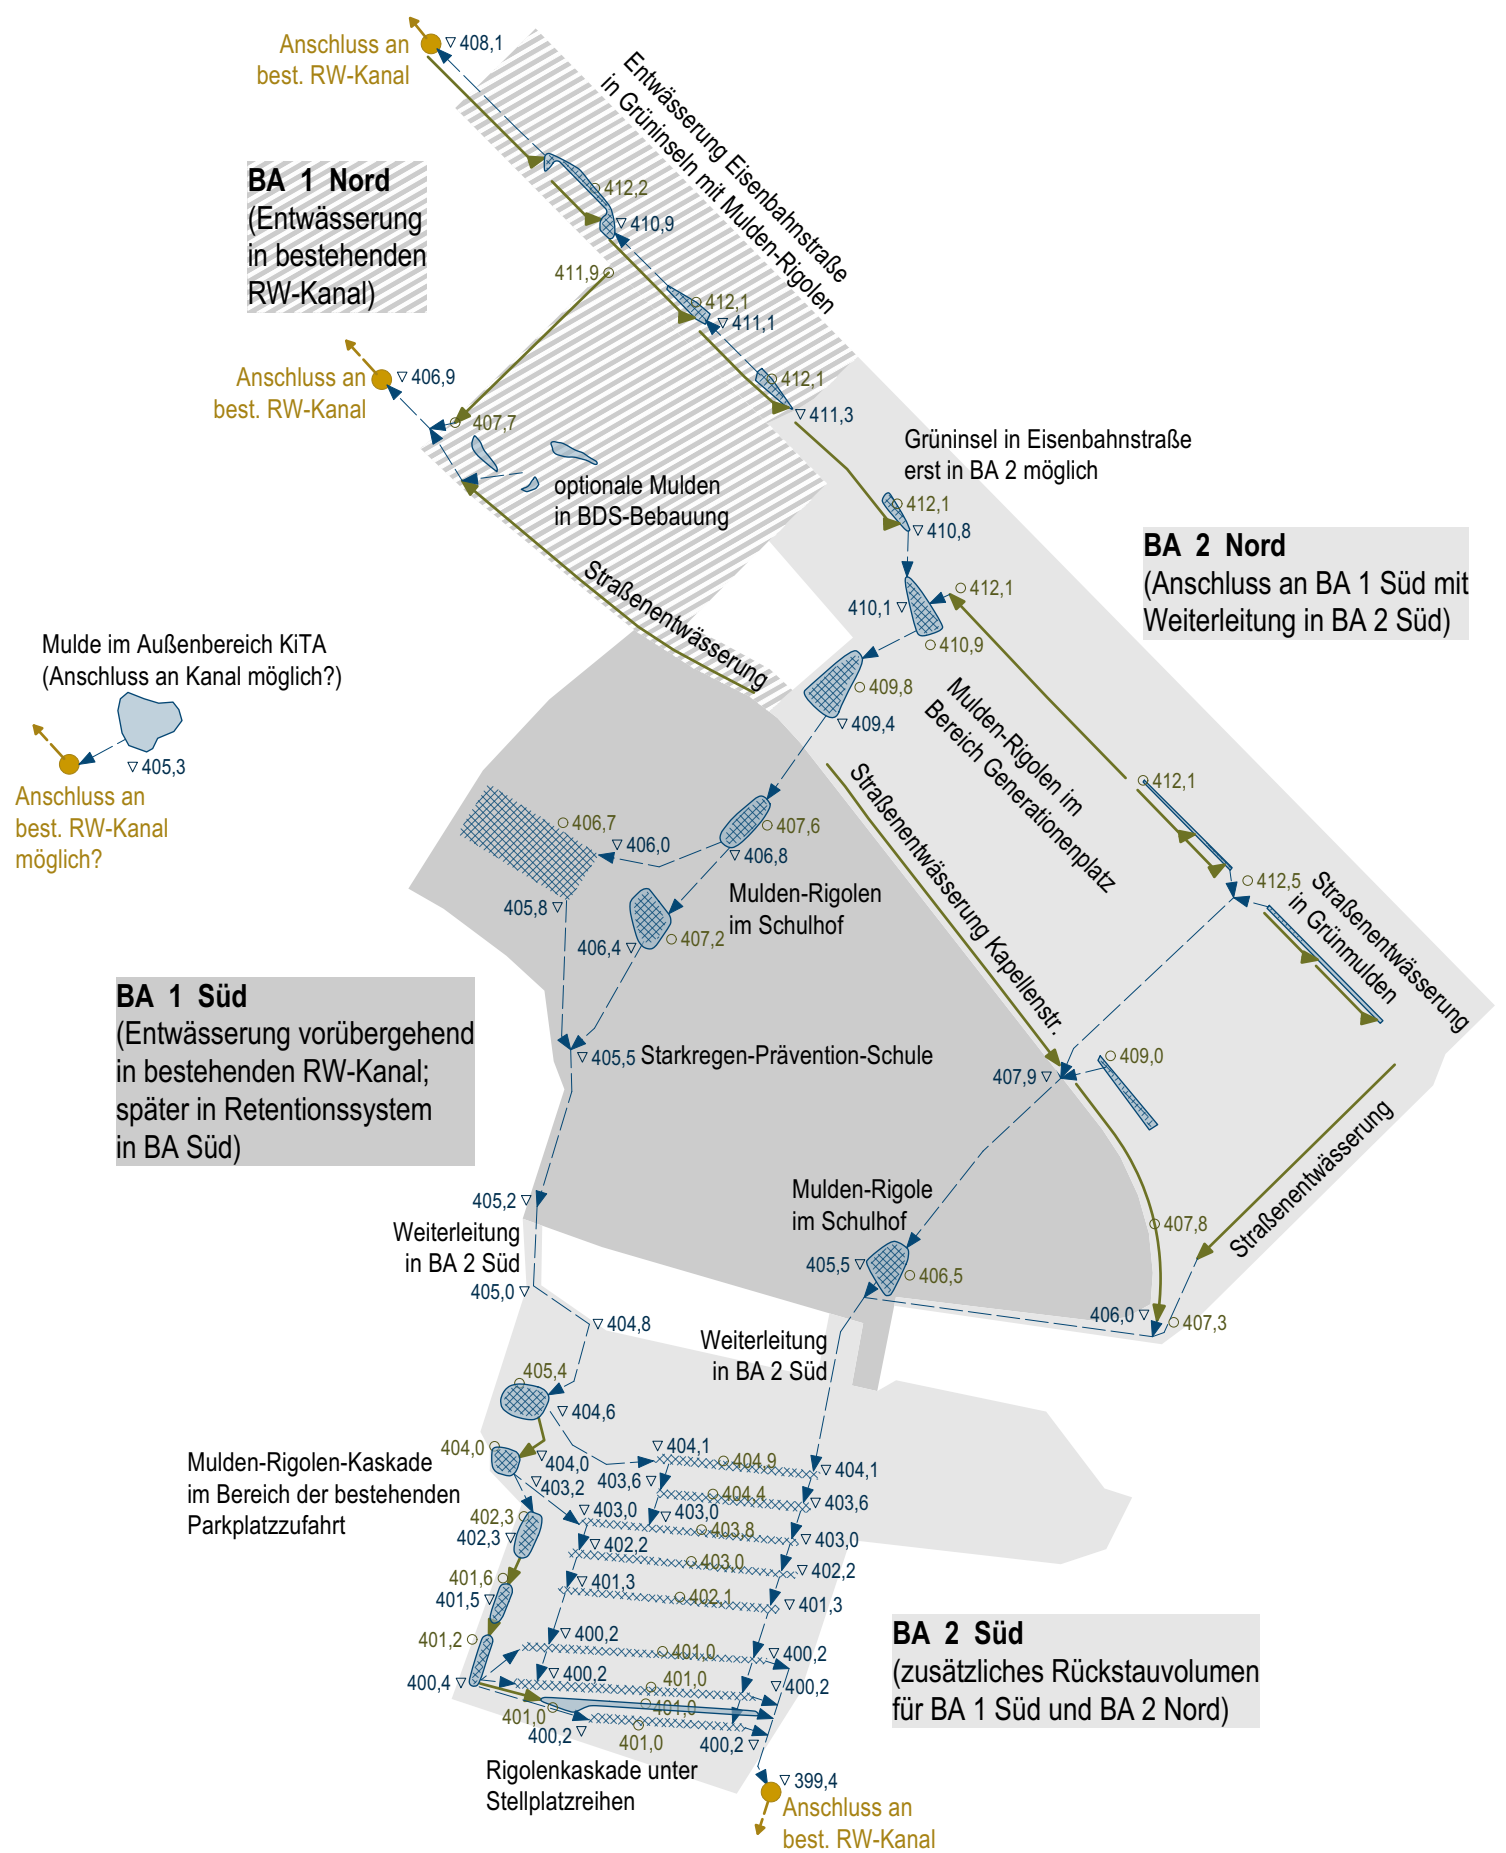 Anschluss an
best. RW-Kanal
▽ 408,1
Entwässerung Eisenbahnstraße
in Grüninseln mit Mulden-Rigolen
BA 1 Nord
(Entwässerung
in bestehenden
RW-Kanal)
412,2
▽ 410,9
411,9
412,1
▽ 411,1
Anschluss an
best. RW-Kanal
▽ 406,9
412,1
▽ 411,3
407,7
optionale Mulden
in BDS-Bebauung
Grüninsel in Eisenbahnstraße
erst in BA 2 möglich
412,1
▽ 410,8
BA 2 Nord
(Anschluss an BA 1 Süd mit
Weiterleitung in BA 2 Süd)
Straßenentwässerung
412,1
410,1 ▽
410,9
Mulde im Außenbereich KiTA
(Anschluss an Kanal möglich?)
▽ 405,3
Anschluss an
best. RW-Kanal
möglich?
409,8
▽ 409,4
Mulden-Rigolen im
Bereich Generationenplatz
Straßenentwässerung Kapellenstr.
412,1
406,7
▽ 406,0
407,6
▽ 406,8
412,5
Straßenentwässerung
in Grünmulden
Mulden-Rigolen
im Schulhof
405,8 ▽
406,4 ▽
407,2
BA 1 Süd
(Entwässerung vorübergehend
in bestehenden RW-Kanal;
später in Retentionssystem
in BA Süd)
▽ 405,5
Starkregen-Prävention-Schule
407,9 ▽
409,0
Straßenentwässerung
405,2 ▽
Weiterleitung
in BA 2 Süd
405,0 ▽
Mulden-Rigole
im Schulhof
407,8
405,5 ▽
406,5
406,0 ▽
407,3
▽ 404,8
Weiterleitung
in BA 2 Süd
405,4
▽ 404,6
404,0
▽ 404,0
▽ 403,2
Mulden-Rigolen-Kaskade
im Bereich der bestehenden
Parkplatzzufahrt
▽ 404,1
404,9
▽ 404,1
403,6 ▽
404,4
▽ 403,6
402,3
402,3 ▽
▽ 403,0
▽ 403,0
403,8
▽ 403,0
▽ 402,2
403,0
▽ 402,2
401,6
401,5 ▽
▽ 401,3
402,1
▽ 401,3
401,2
▽ 400,2
401,0
▽ 400,2
400,4 ▽
▽ 400,2
401,0
▽ 400,2
401,0
401,0
400,2 ▽
401,0
400,2 ▽
BA 2 Süd
(zusätzliches Rückstauvolumen
für BA 1 Süd und BA 2 Nord)
Rigolenkaskade unter
Stellplatzreihen
▽ 399,4
Anschluss an
best. RW-Kanal